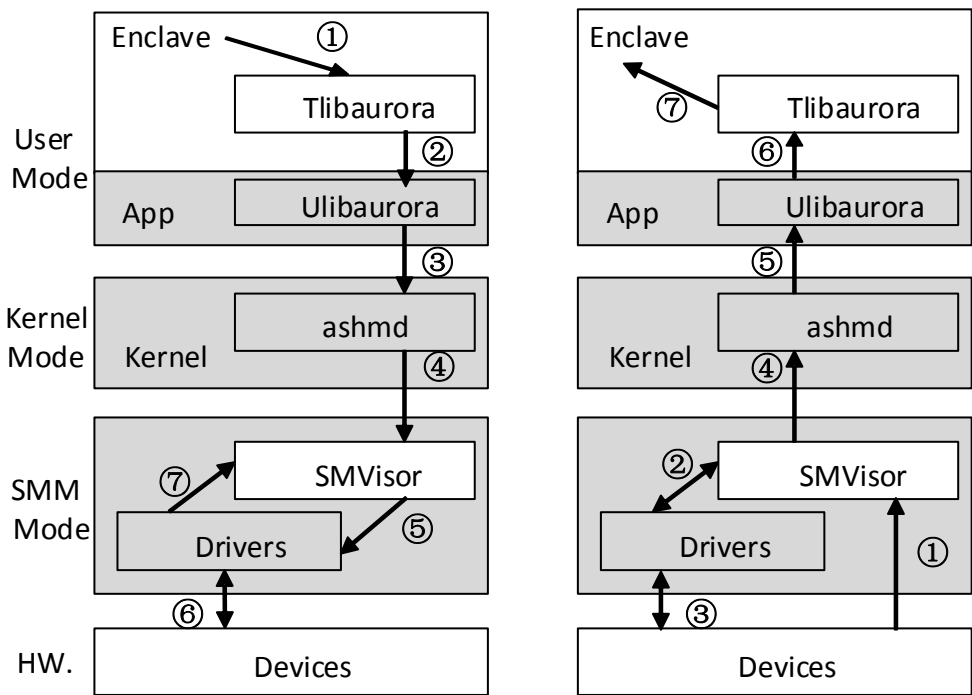 Enclave
①
Tlibaurora
②
User
Mode
App
Ulibaurora
③
Kernel
Mode
ashmd
Kernel
④
SMM
Mode
SMVisor
⑦
⑤
Drivers
⑥
HW.
Devices
Enclave
⑦
Tlibaurora
⑥
App
Ulibaurora
⑤
ashmd
Kernel
④
②
SMVisor
Drivers
①
③
Devices